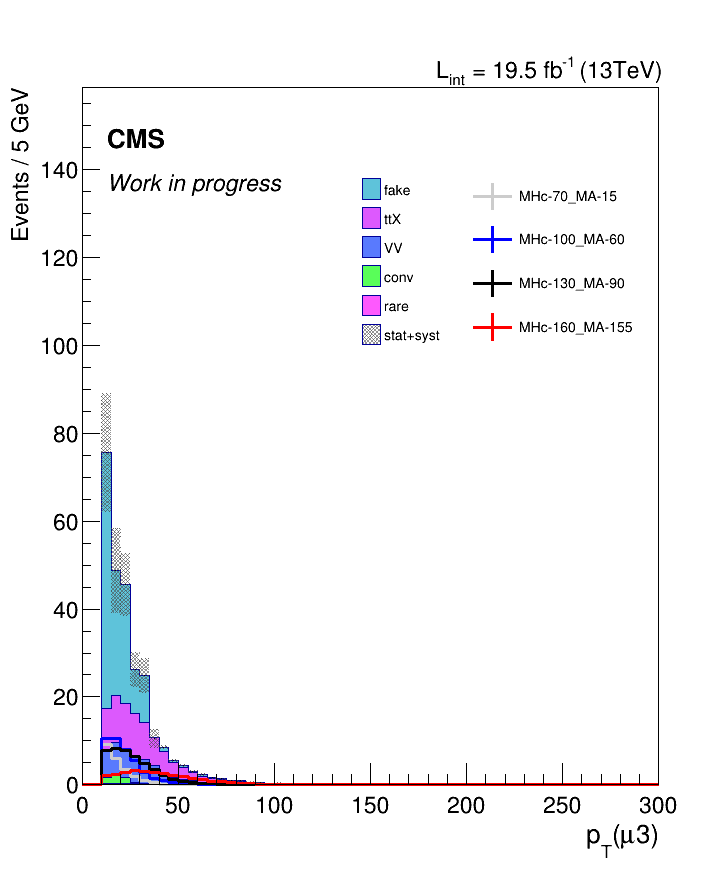 L_int = 19.5 fb^-1 (13TeV)
Events / 5 GeV
CMS
Work in progress
fake
ttX
VV
conv
rare
stat+syst
MHc-70_MA-15
MHc-100_MA-60
MHc-130_MA-90
MHc-160_MA-155
140
120
100
80
60
40
20
0
0 50 100 150 200 250 300
p_T(μ3)